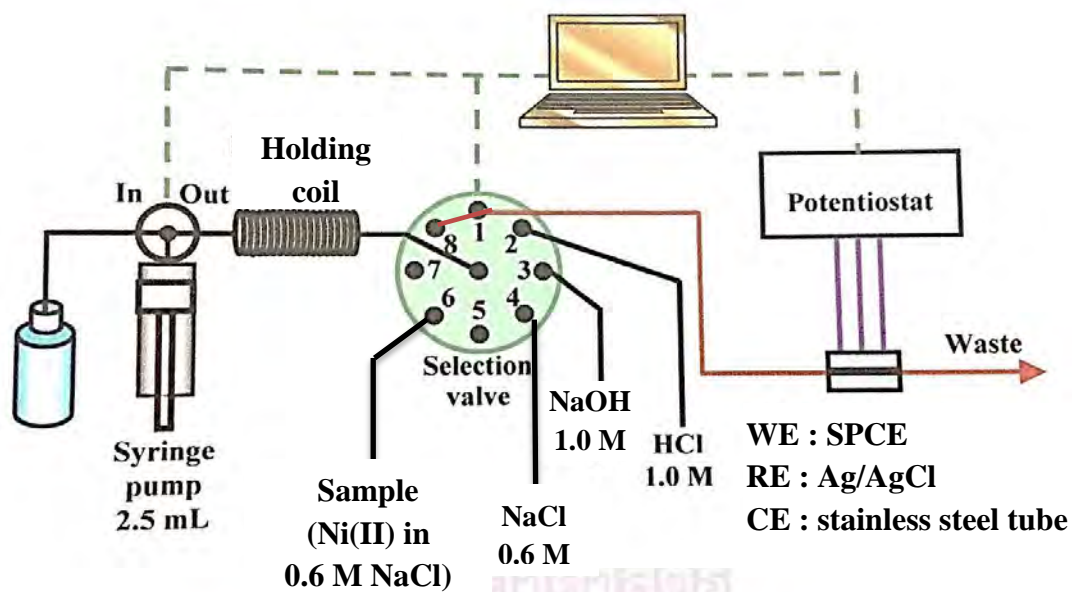 Holding
coil
In Out
Potentiostat
1
2
3
4
5
6
7
8
Selection
valve
Waste
Syringe
pump
2.5 mL
Sample
(Ni(II) in
0.6 M NaCl)
NaCl
0.6 M
NaOH
1.0 M
HCl
1.0 M
WE : SPCE
RE : Ag/AgCl
CE : stainless steel tube